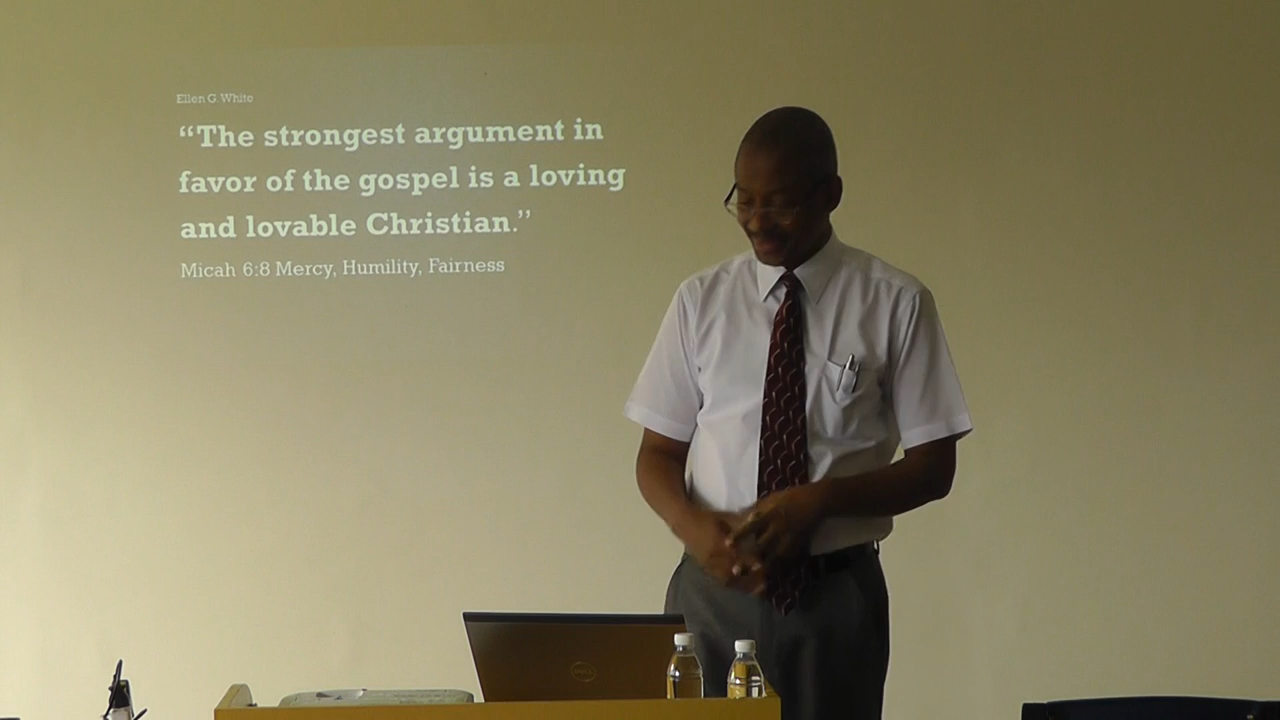 Ellen G. White
“The strongest argument in
favor of the gospel is a loving
and lovable Christian.”
Micah 6:8 Mercy, Humility, Fairness
DELL